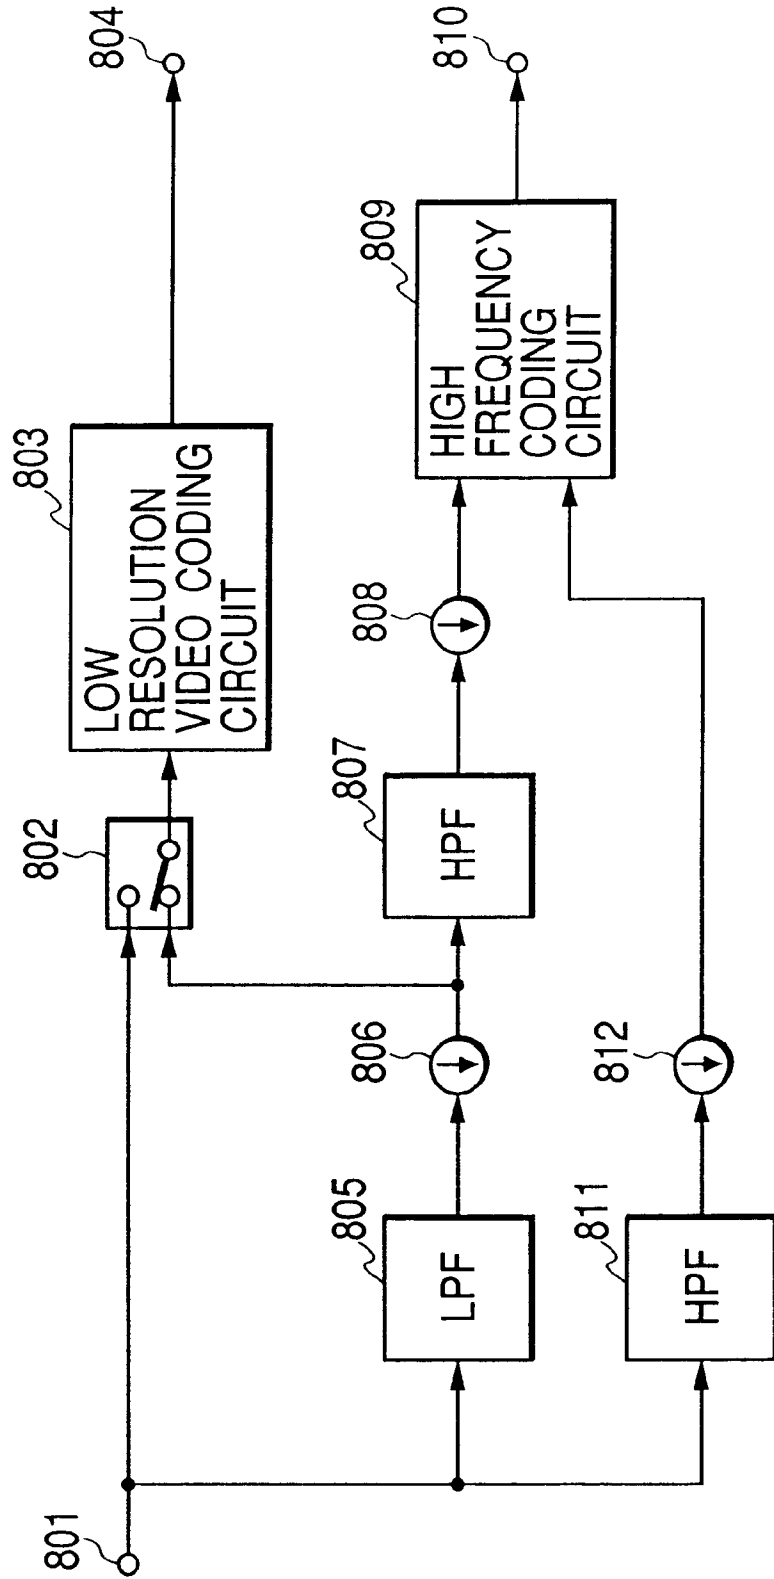 801
802
803
LOW
RESOLUTION
VIDEO CODING
CIRCUIT
804
805
LPF
806
807
HPF
808
809
HIGH
FREQUENCY
CODING
CIRCUIT
810
811
HPF
812